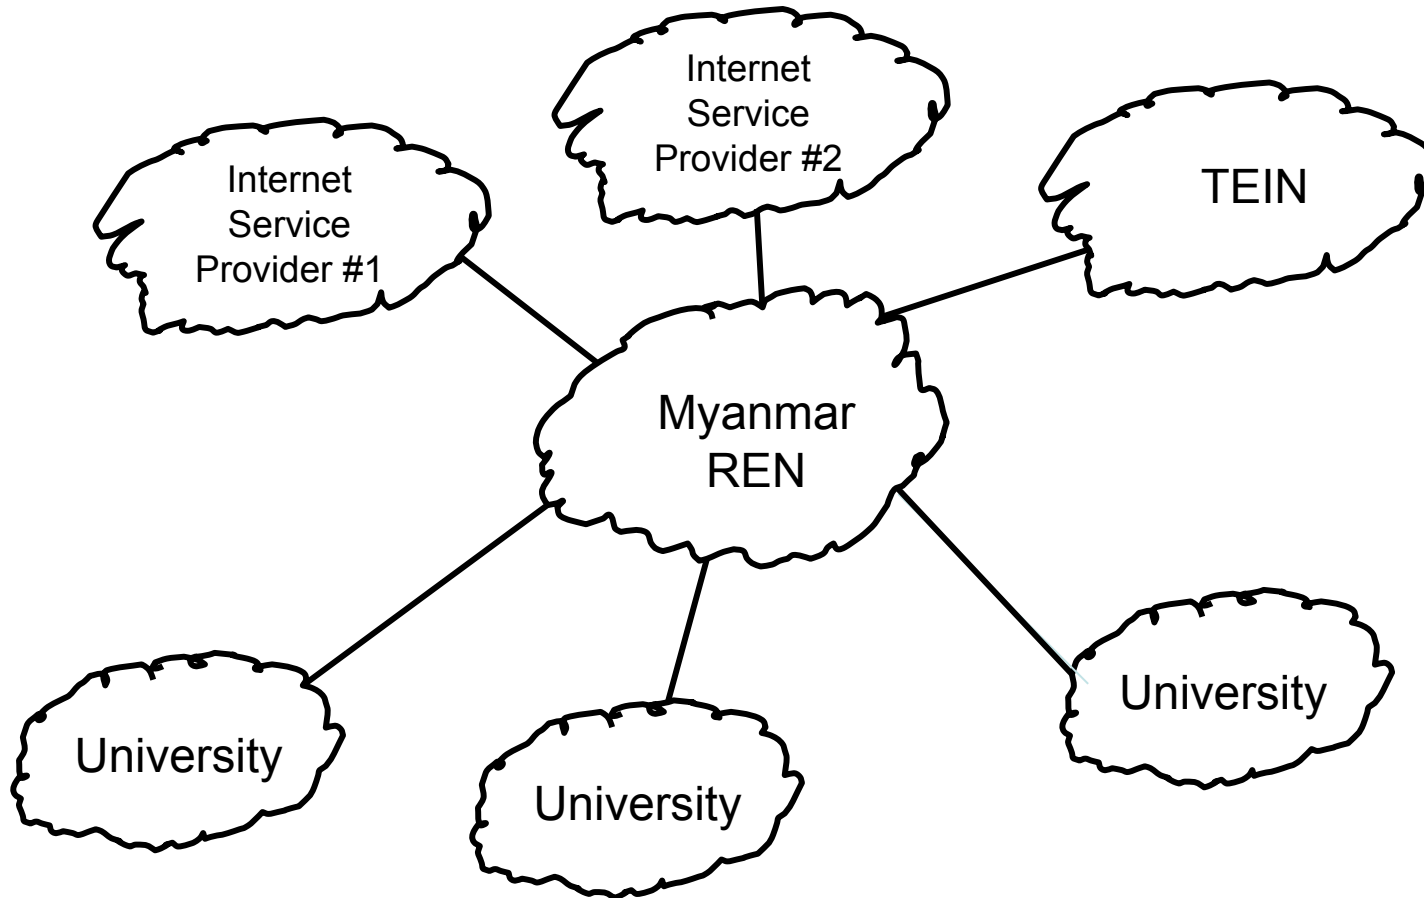 Internet
Service
Provider #2
Internet
Service
Provider #1
TEIN
Myanmar
REN
University
University
University